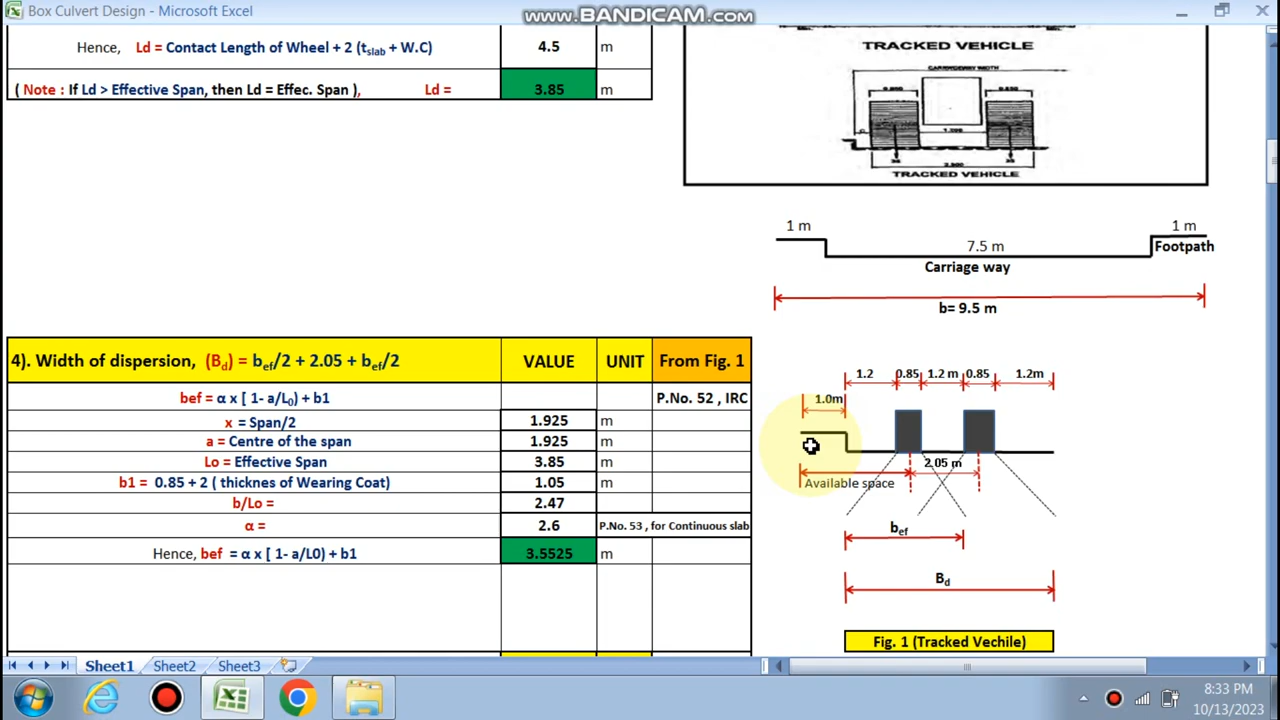 Box Culvert Design - Microsoft Excel
www.BANDICAM.com
Hence, Ld = Contact Length of Wheel + 2 (tslab + W.C) 4.5 m
( Note : If Ld > Effective Span, then Ld = Effec. Span ), Ld = 3.85 m
TRACKED VEHICLE
CARRIAGEWAY WIDTH
TRACKED VEHICLE
1 m 1 m
7.5 m Footpath
Carriage way
b= 9.5 m
4). Width of dispersion, (Bd) = bef/2 + 2.05 + bef/2 VALUE UNIT From Fig. 1
bef = α x [ 1- a/L0) + b1 P.No. 52 , IRC
x = Span/2 1.925 m
a = Centre of the span 1.925 m
Lo = Effective Span 3.85 m
b1 = 0.85 + 2 ( thicknes of Wearing Coat) 1.05 m
b/Lo = 2.47
α = 2.6 P.No. 53 , for Continuous slab
Hence, bef = α x [ 1- a/L0) + b1 3.5525 m
1.2 0.85 1.2 m 0.85 1.2m
1.0m
2.05 m
Available space
bef
Bd
Fig. 1 (Tracked Vechile)
Sheet1 Sheet2 Sheet3
8:33 PM
10/13/2023